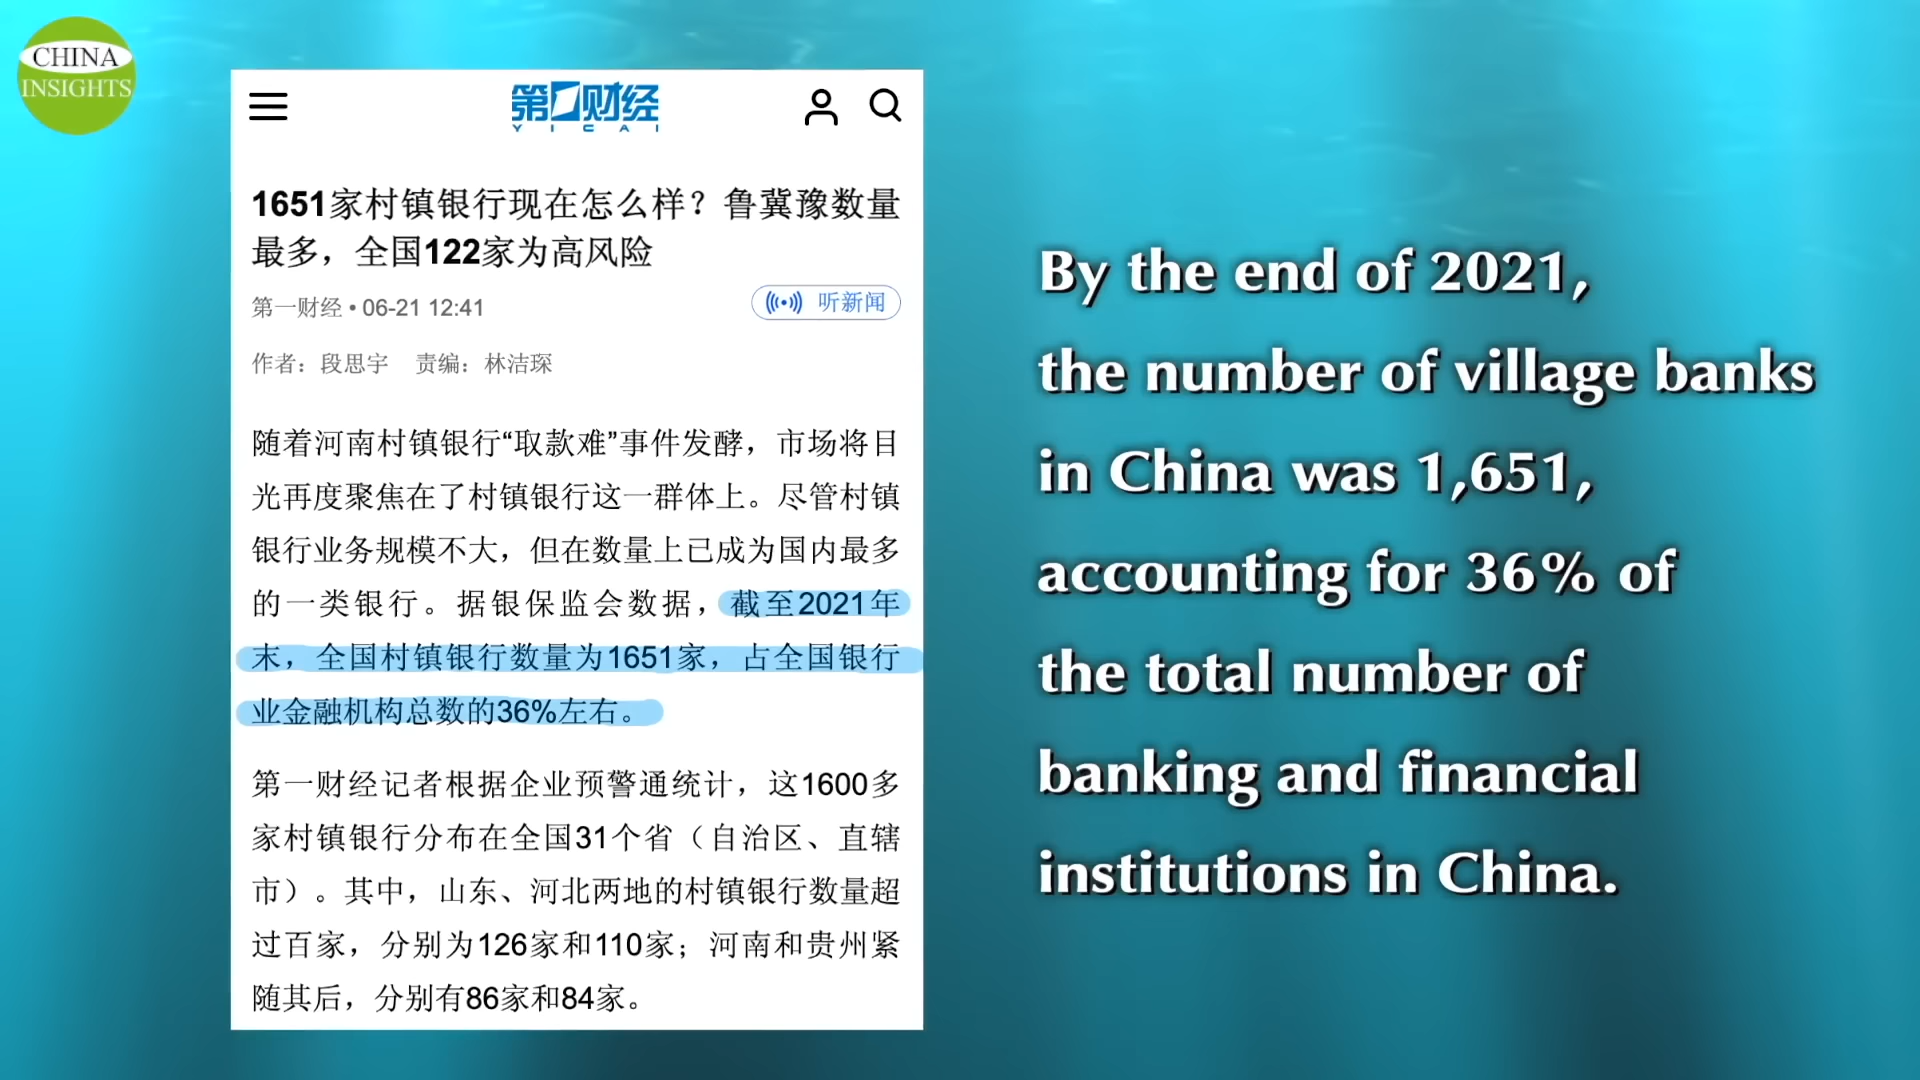 CHINA
INSIGHTS
第一财经
YICAI
1651家村镇银行现在怎么样？鲁冀豫数量
最多，全国122家为高风险
第一财经 • 06-21 12:41
听新闻
作者：段思宇 责编：林洁琛
随着河南村镇银行“取款难”事件发酵，市场将目
光再度聚焦在了村镇银行这一群体上。尽管村镇
银行业务规模不大，但在数量上已成为国内最多
的一类银行。据银保监会数据，截至2021年
末，全国村镇银行数量为1651家，占全国银行
业金融机构总数的36%左右。
第一财经记者根据企业预警通统计，这1600多
家村镇银行分布在全国31个省（自治区、直辖
市）。其中，山东、河北两地的村镇银行数量超
过百家，分别为126家和110家；河南和贵州紧
随其后，分别有86家和84家。
By the end of 2021,
the number of village banks
in China was 1,651,
accounting for 36% of
the total number of
banking and financial
institutions in China.